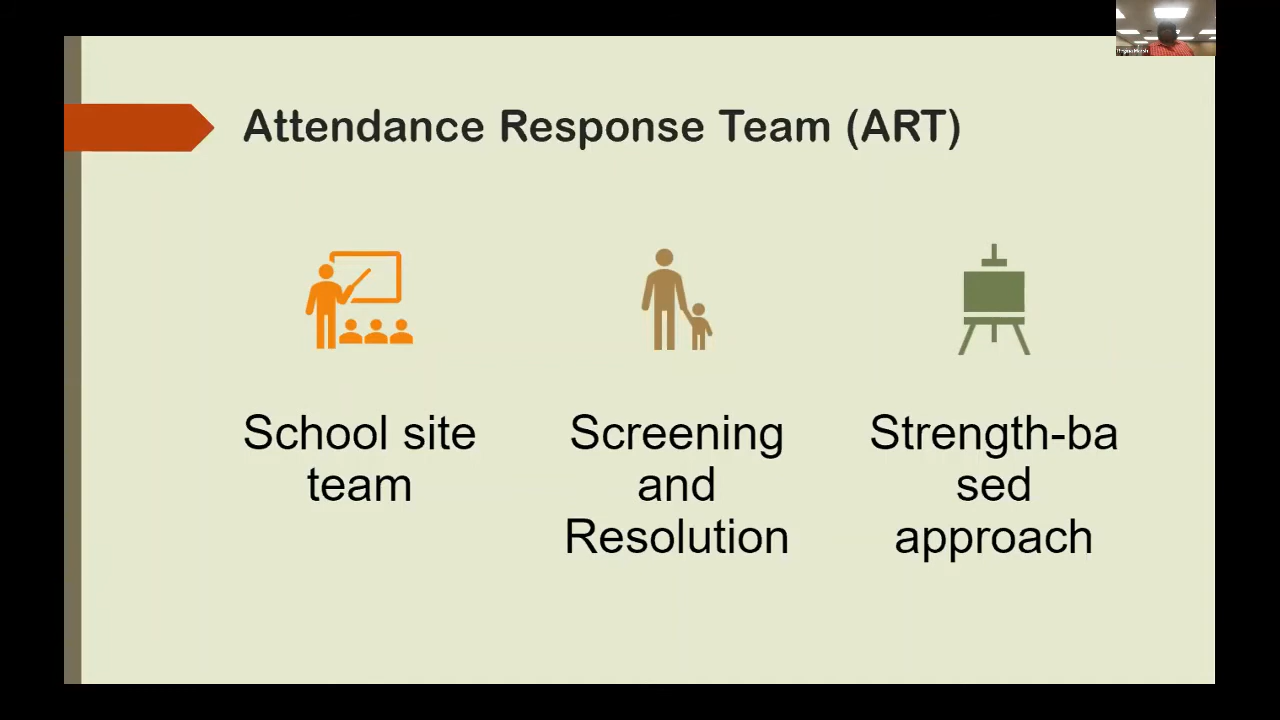 Attendance Response Team (ART)
School site
team
Screening
and
Resolution
Strength-ba
sed
approach